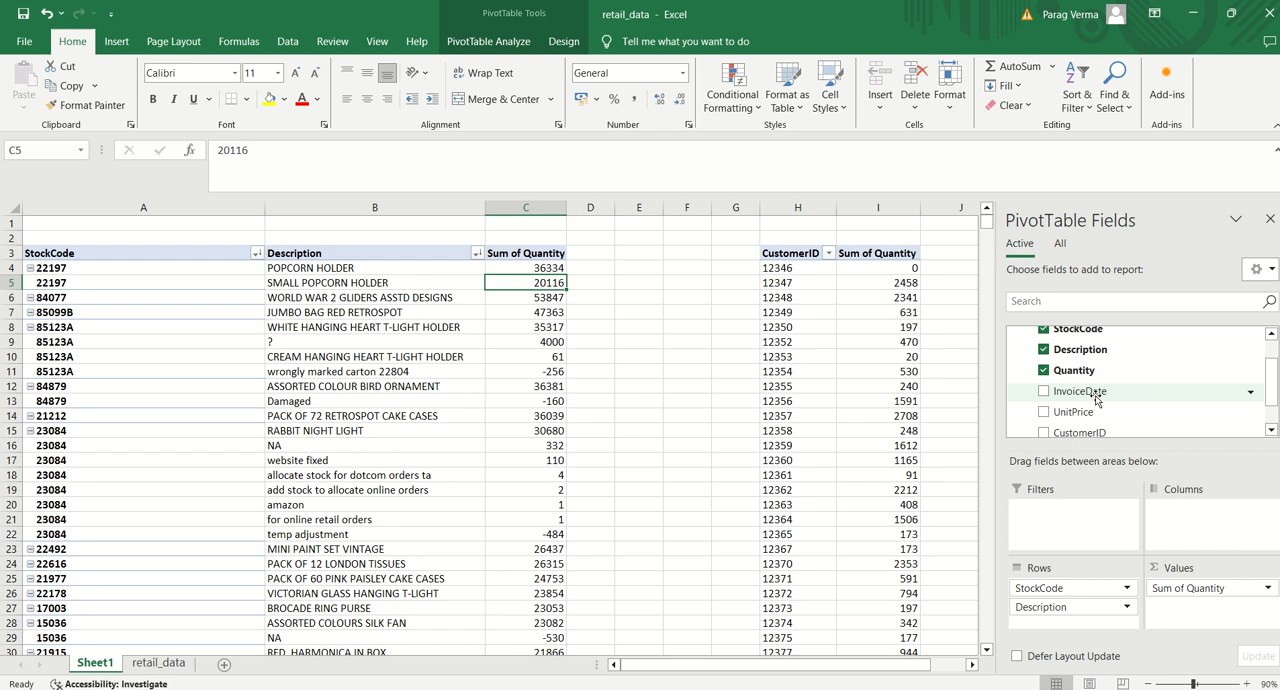 PivotTable Tools
retail_data - Excel
Parag Verma
File Home Insert Page Layout Formulas Data Review View Help PivotTable Analyze Design Tell me what you want to do
Paste Cut Copy Format Painter
Calibri 11
B I U
Wrap Text
Merge & Center
General
Conditional Formatting
Format as Table
Cell Styles
Insert Delete Format
AutoSum
Fill
Clear
Sort & Filter
Find & Select
Add-ins
Clipboard Font Alignment Number Styles Cells Editing Add-ins
C5 fx 20116
A B C D E F G H I J
1
2
3 StockCode Description Sum of Quantity CustomerID Sum of Quantity
4 22197 POPCORN HOLDER 36334 12346 0
5 22197 SMALL POPCORN HOLDER 20116 12347 2458
6 84077 WORLD WAR 2 GLIDERS ASSTD DESIGNS 53847 12348 2341
7 85099B JUMBO BAG RED RETROSPOT 47363 12349 631
8 85123A WHITE HANGING HEART T-LIGHT HOLDER 35317 12350 197
9 85123A ? 4000 12352 470
10 85123A CREAM HANGING HEART T-LIGHT HOLDER 61 12353 20
11 85123A wrongly marked carton 22804 -256 12354 530
12 84879 ASSORTED COLOUR BIRD ORNAMENT 36381 12355 240
13 84879 Damaged -160 12356 1591
14 21212 PACK OF 72 RETROSPOT CAKE CASES 36039 12357 2708
15 23084 RABBIT NIGHT LIGHT 30680 12358 248
16 23084 NA 332 12359 1612
17 23084 website fixed 110 12360 1165
18 23084 allocate stock for dotcom orders ta 4 12361 91
19 23084 add stock to allocate online orders 2 12362 2212
20 23084 amazon 1 12363 408
21 23084 for online retail orders 1 12364 1506
22 23084 temp adjustment -484 12365 173
23 22492 MINI PAINT SET VINTAGE 26437 12367 173
24 22616 PACK OF 12 LONDON TISSUES 26315 12370 2353
25 21977 PACK OF 60 PINK PAISLEY CAKE CASES 24753 12371 591
26 22178 VICTORIAN GLASS HANGING T-LIGHT 23854 12372 794
27 17003 BROCADE RING PURSE 23053 12373 197
28 15036 ASSORTED COLOURS SILK FAN 23082 12374 342
29 15036 NA -530 12375 177
30 21915 RED HARMONICA IN BOX 21866 12377 944
PivotTable Fields
Active All
Choose fields to add to report:
Search
StockCode
Description
Quantity
InvoiceDate
UnitPrice
CustomerID
Drag fields between areas below:
Filters Columns
Rows Σ Values
StockCode Sum of Quantity
Description
Defer Layout Update Update
Sheet1 retail_data
Ready Accessibility: Investigate 90%